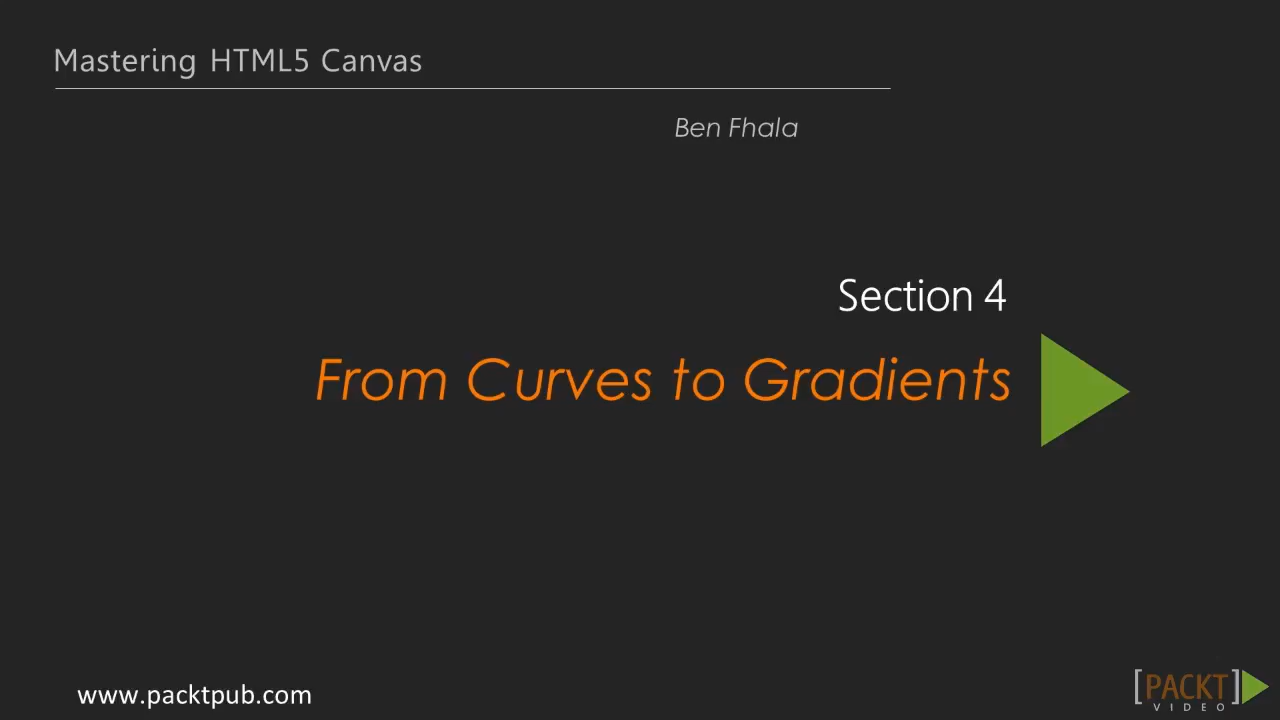 Mastering HTML5 Canvas
Ben Fhala
Section 4
From Curves to Gradients
www.packtpub.com
[PACKT]
VIDEO